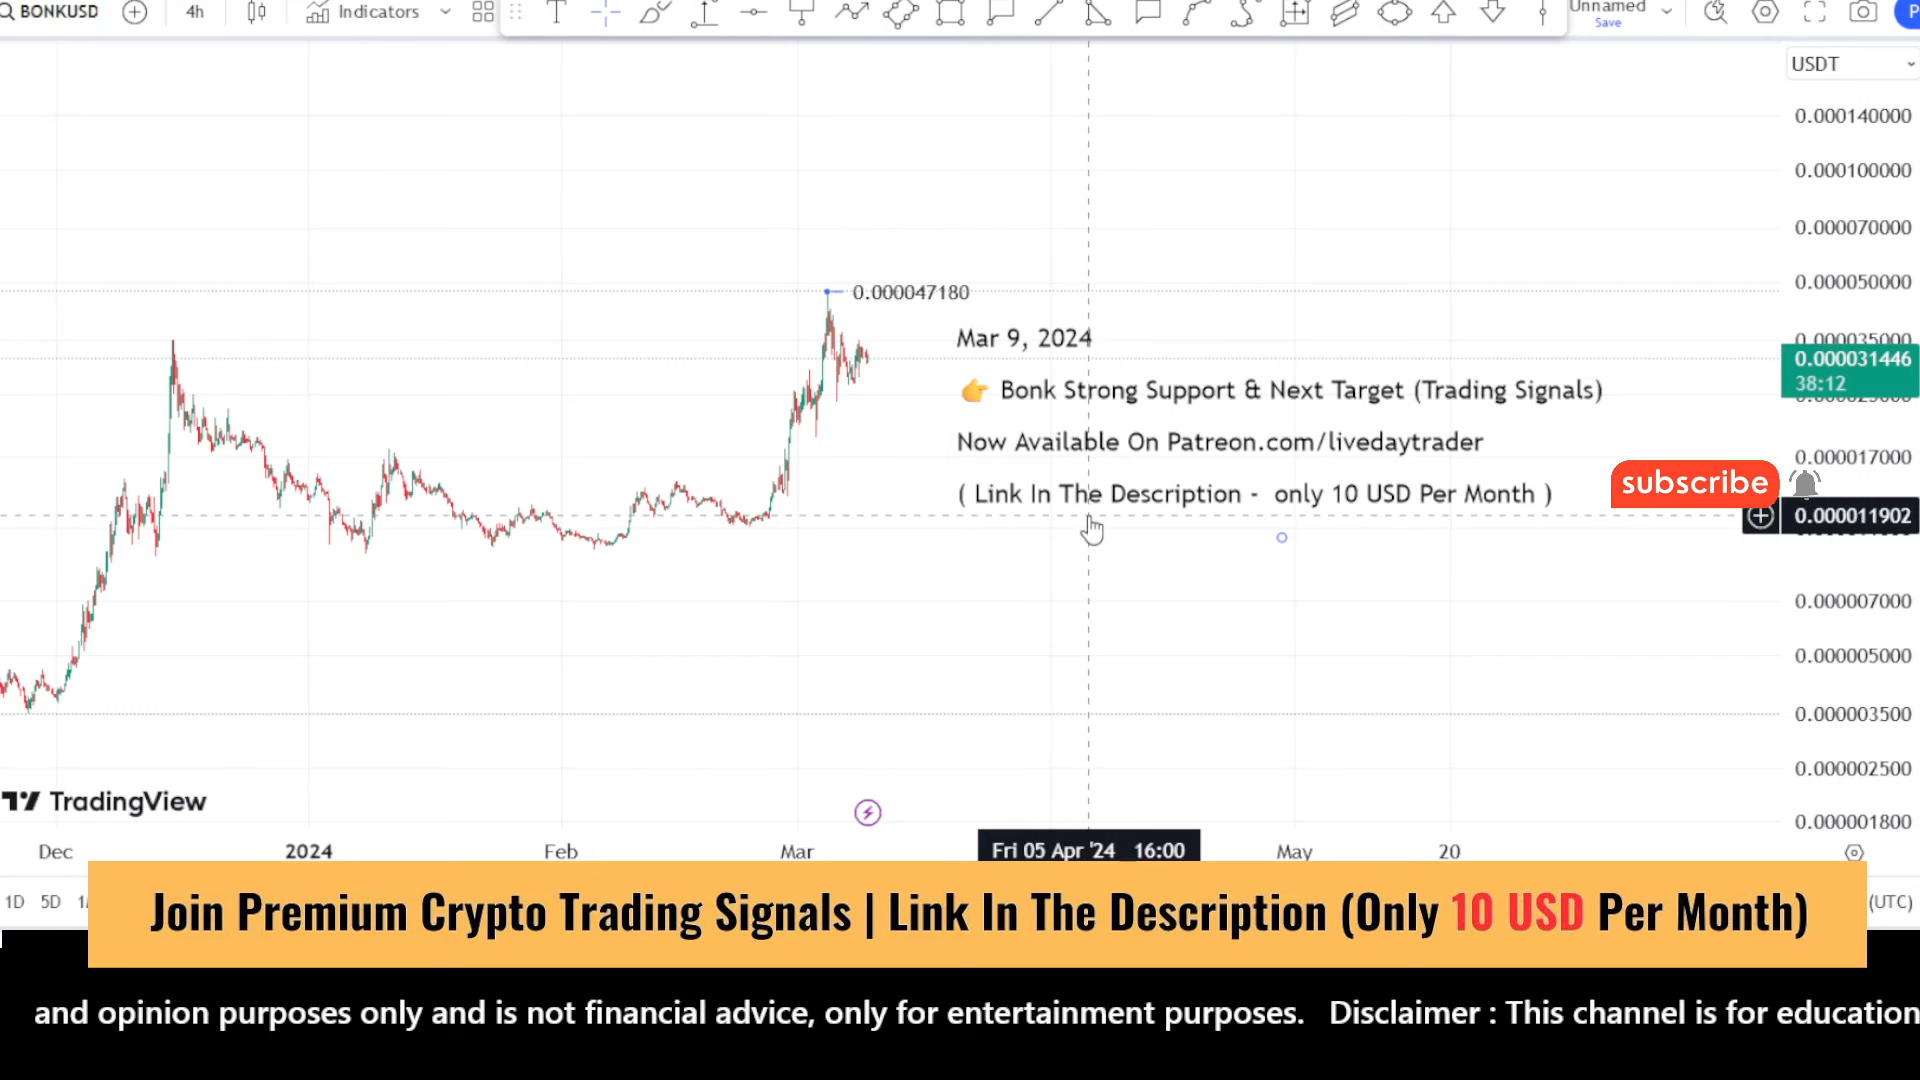 BONKUSD
4h
Indicators
Unnamed
Save
P
USDT
0.000140000
0.000100000
0.000070000
0.000050000
0.000047180
Mar 9, 2024
0.000035000
0.000031446
38:12
👉 Bonk Strong Support & Next Target (Trading Signals)
Now Available On Patreon.com/livedaytrader
0.000017000
subscribe
( Link In The Description - only 10 USD Per Month )
0.000011902
0.000007000
0.000005000
0.000003500
0.000002500
TradingView
0.000001800
Dec
2024
Feb
Mar
Fri 05 Apr '24 16:00
May
20
1D 5D
(UTC)
Join Premium Crypto Trading Signals | Link In The Description (Only 10 USD Per Month)
and opinion purposes only and is not financial advice, only for entertainment purposes. Disclaimer : This channel is for education